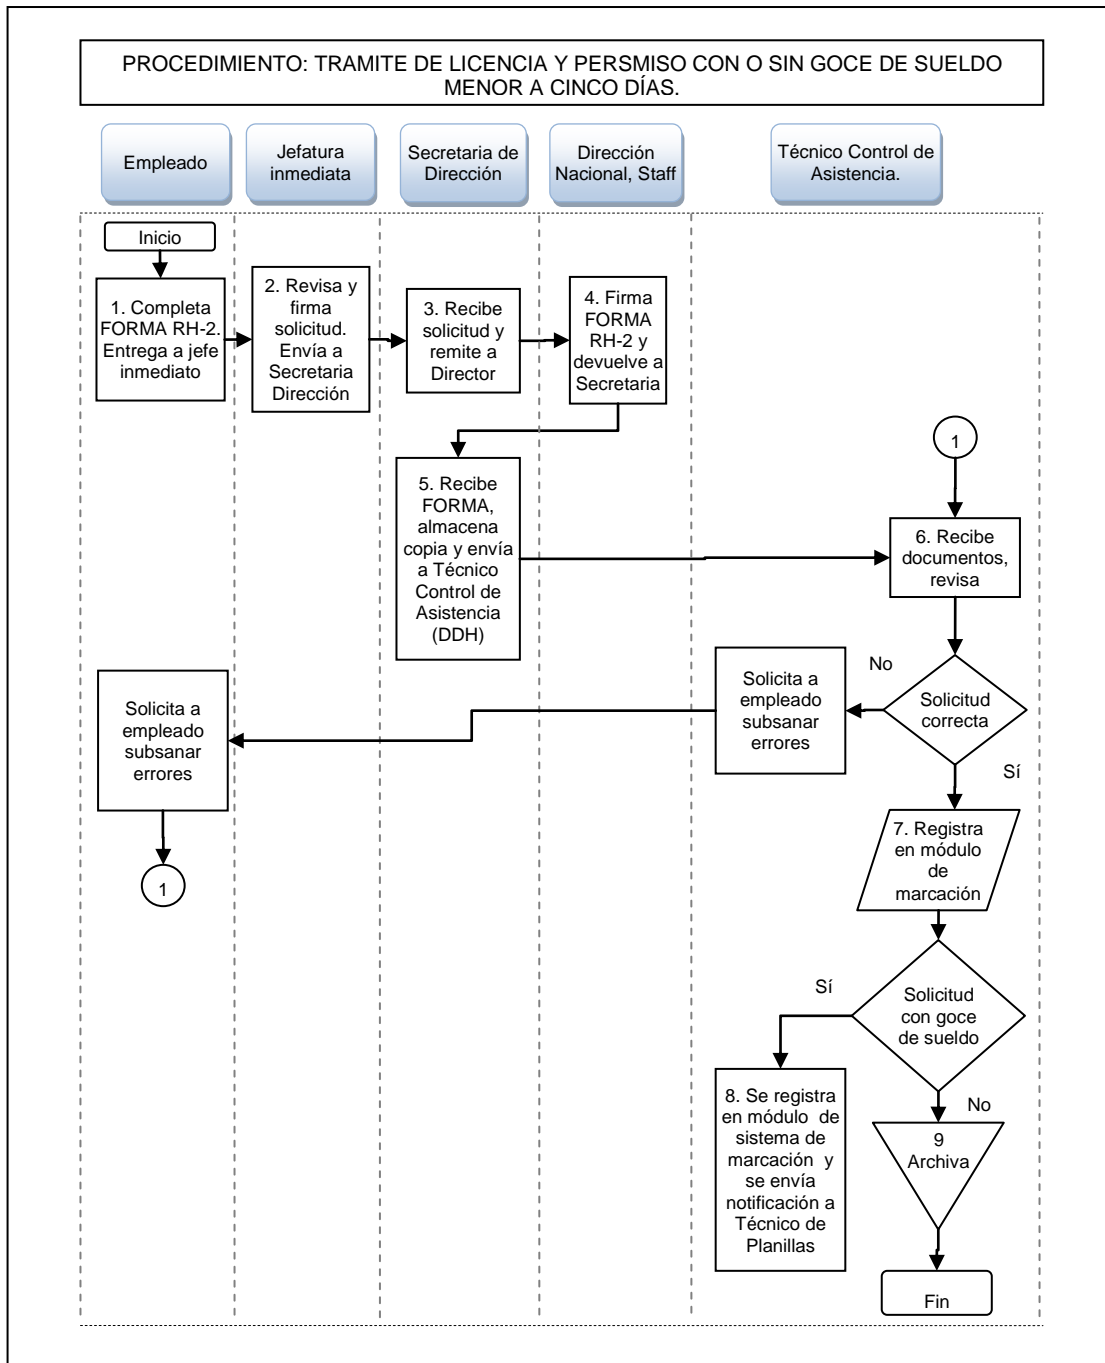 PROCEDIMIENTO: TRAMITE DE LICENCIA Y PERSMISO CON O SIN GOCE DE SUELDO
MENOR A CINCO DÍAS.
Empleado
Jefatura
inmediata
Secretaria de
Dirección
Dirección
Nacional, Staff
Técnico Control de
Asistencia.
Inicio
1. Completa
FORMA RH-2.
Entrega a jefe
inmediato
2. Revisa y
firma
solicitud.
Envía a
Secretaria
Dirección
3. Recibe
solicitud y
remite a
Director
4. Firma
FORMA
RH-2 y
devuelve a
Secretaria
5. Recibe
FORMA,
almacena
copia y envía
a Técnico
Control de
Asistencia
(DDH)
1
6. Recibe
documentos,
revisa
Solicitud
correcta
No
Solicita a
empleado
subsanar
errores
Solicita a
empleado
subsanar
errores
1
Sí
7. Registra
en módulo
de
marcación
Solicitud
con goce
de sueldo
Sí
8. Se registra
en módulo de
sistema de
marcación y
se envía
notificación a
Técnico de
Planillas
No
9
Archiva
Fin